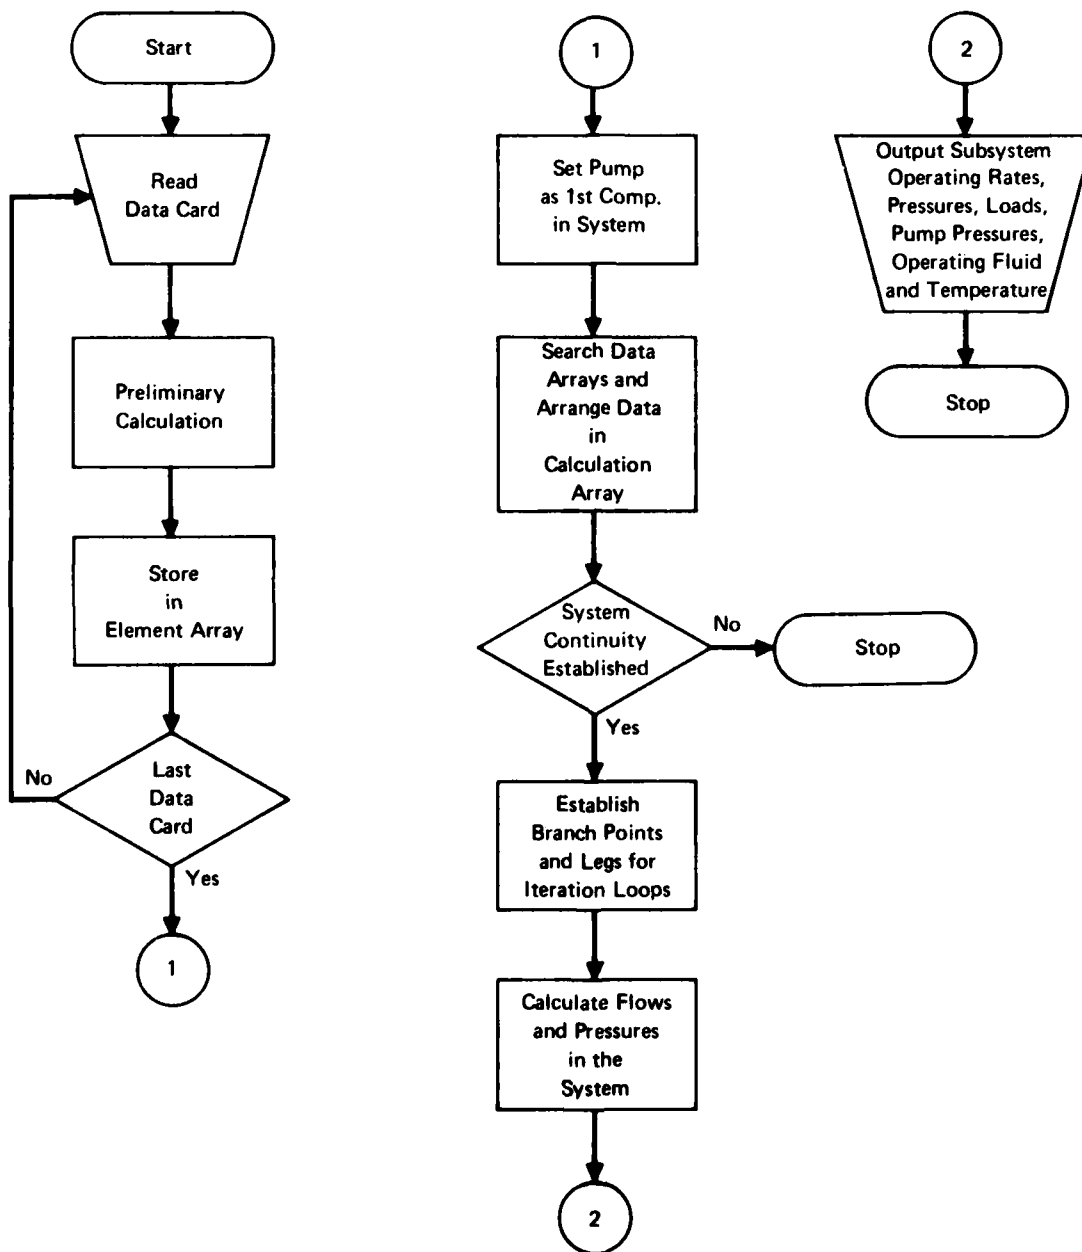 Start
Read
Data Card
Preliminary
Calculation
Store
in
Element Array
Last
Data
Card
No
Yes
1
1
Set Pump
as 1st Comp.
in System
Search Data
Arrays and
Arrange Data
in
Calculation
Array
System
Continuity
Established
No
Stop
Yes
Establish
Branch Points
and Legs for
Iteration Loops
Calculate Flows
and Pressures
in the
System
2
2
Output Subsystem
Operating Rates,
Pressures, Loads,
Pump Pressures,
Operating Fluid
and Temperature
Stop